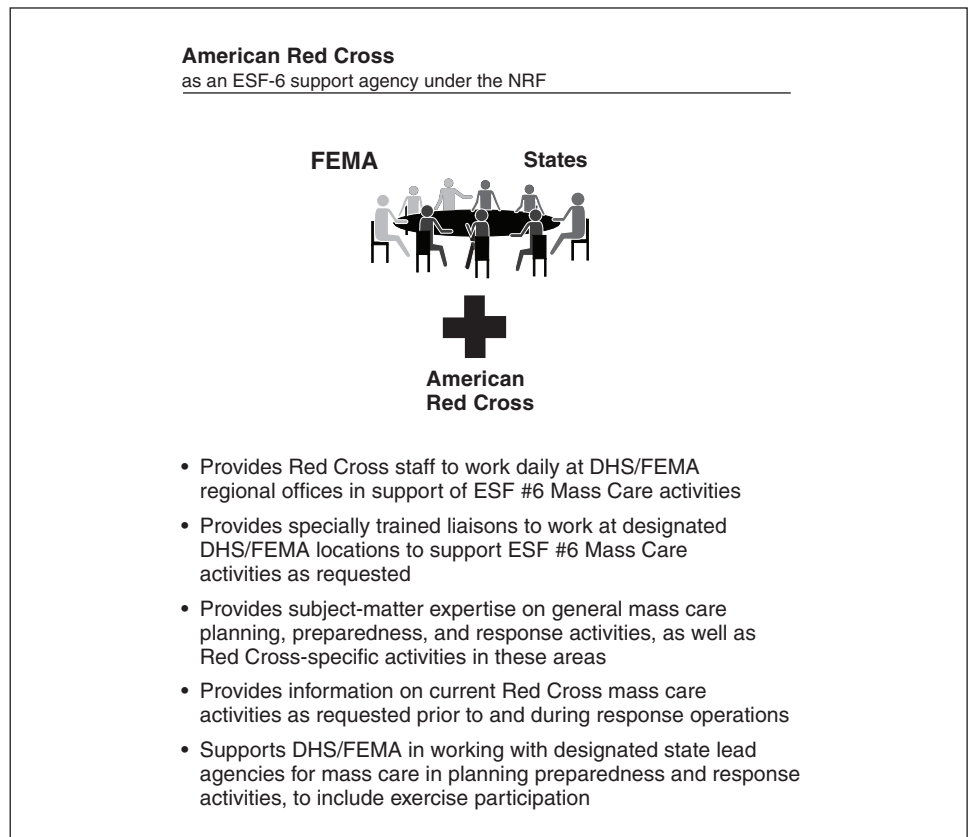 American Red Cross
as an ESF-6 support agency under the NRF
FEMA
States
American
Red Cross
• Provides Red Cross staff to work daily at DHS/FEMA
regional offices in support of ESF #6 Mass Care activities
• Provides specially trained liaisons to work at designated
DHS/FEMA locations to support ESF #6 Mass Care
activities as requested
• Provides subject-matter expertise on general mass care
planning, preparedness, and response activities, as well as
Red Cross-specific activities in these areas
• Provides information on current Red Cross mass care
activities as requested prior to and during response operations
• Supports DHS/FEMA in working with designated state lead
agencies for mass care in planning preparedness and response
activities, to include exercise participation